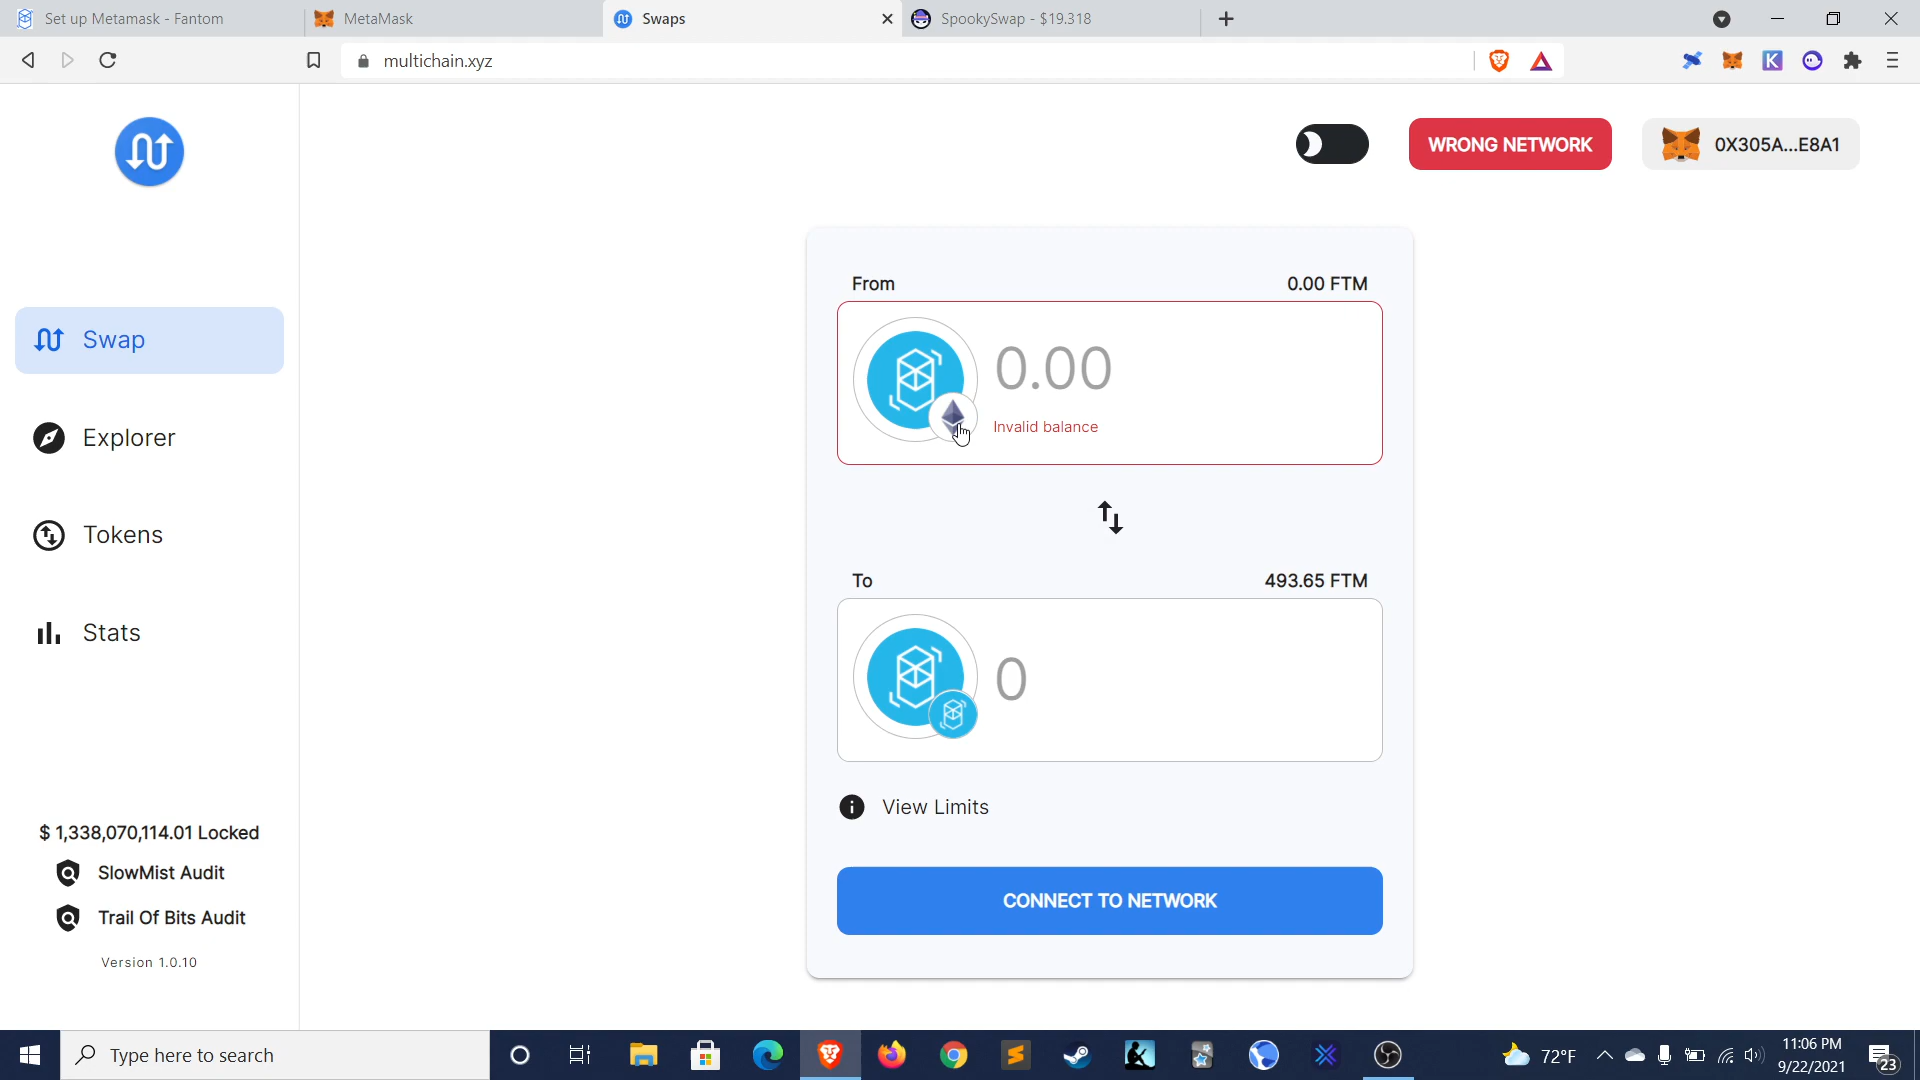 Set up Metamask - Fantom
MetaMask
Swaps
SpookySwap - $19.318
multichain.xyz
K
WRONG NETWORK
0X305A...E8A1
Swap
Explorer
Tokens
Stats
$ 1,338,070,114.01 Locked
SlowMist Audit
Trail Of Bits Audit
Version 1.0.10
From
0.00 FTM
0.00
Invalid balance
To
493.65 FTM
0
View Limits
CONNECT TO NETWORK
Type here to search
72°F
11:06 PM
9/22/2021
23